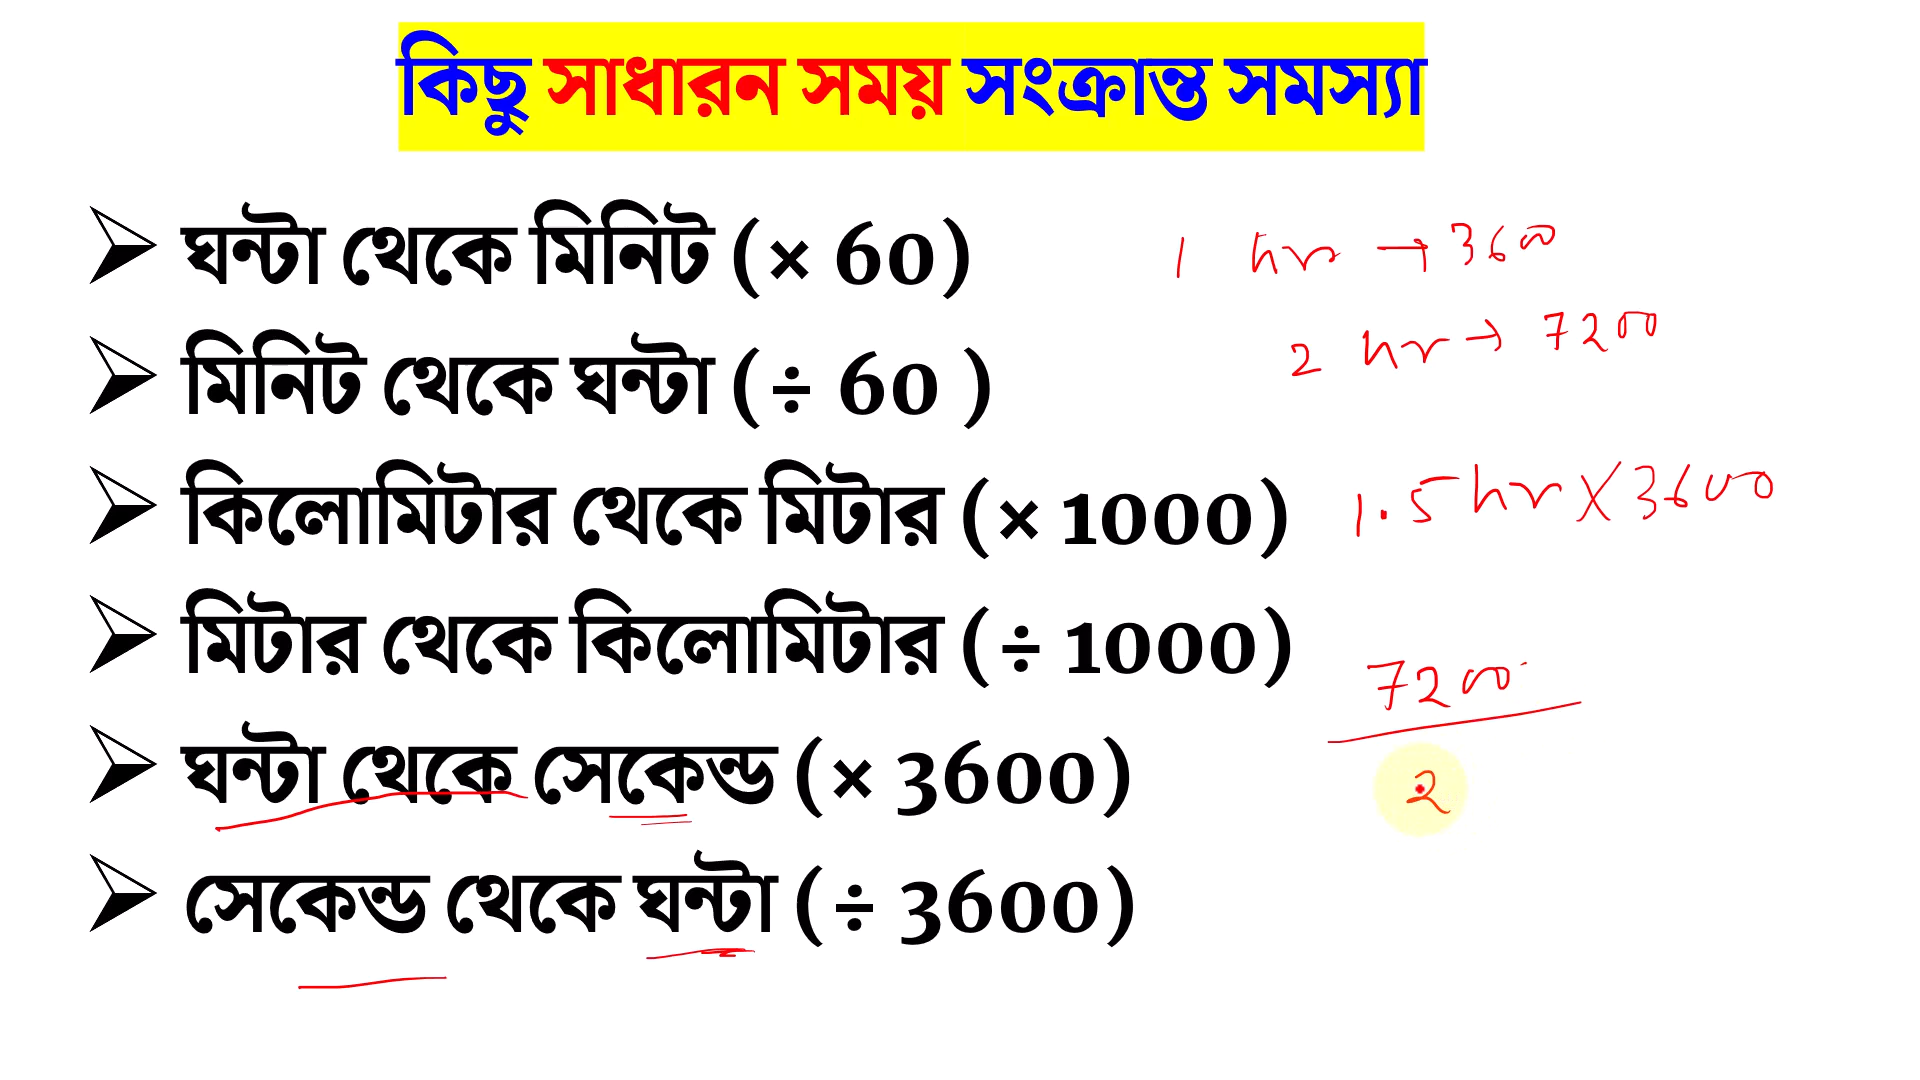 কিছু সাধারন সময় সংক্রান্ত সমস্যা
ঘন্টা থেকে মিনিট (× 60)
মিনিট থেকে ঘন্টা (÷ 60 )
কিলোমিটার থেকে মিটার (× 1000)
মিটার থেকে কিলোমিটার (÷ 1000)
ঘন্টা থেকে সেকেন্ড (× 3600)
সেকেন্ড থেকে ঘন্টা (÷ 3600)
1 hr → 3600
2 hr → 7200
1.5 hr X 3600
7200
2